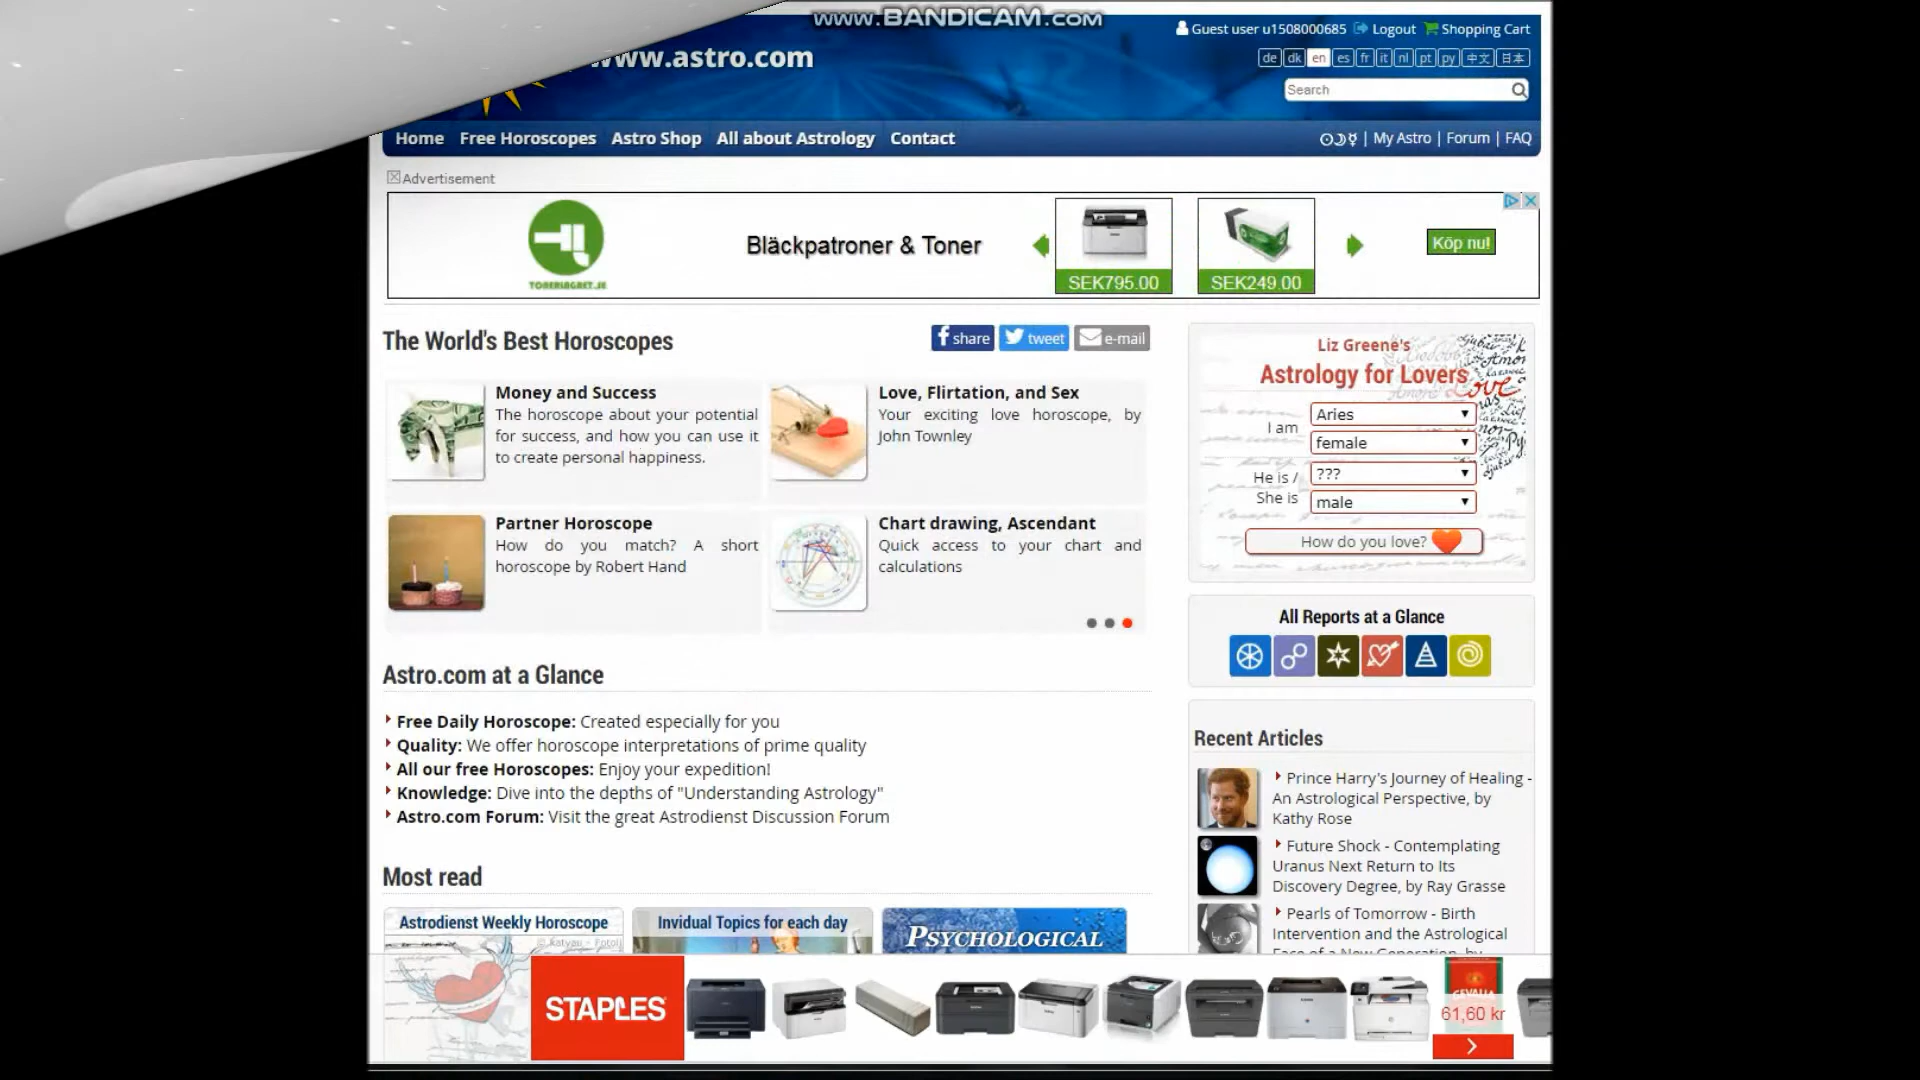 www.BANDICAM.com
Guest user u1508000685 Logout Shopping Cart
www.astro.com
de dk en es fr it nl pt py 中文 日本
Search
Home Free Horoscopes Astro Shop All about Astrology Contact
My Astro | Forum | FAQ
Advertisement
Bläckpatroner & Toner
TONERLAGRET.SE
SEK795.00
SEK249.00
Köp nu!
The World's Best Horoscopes
share
tweet
e-mail
Money and Success
The horoscope about your potential
for success, and how you can use it
to create personal happiness.
Love, Flirtation, and Sex
Your exciting love horoscope, by
John Townley
Partner Horoscope
How do you match? A short
horoscope by Robert Hand
Chart drawing, Ascendant
Quick access to your chart and
calculations
Liz Greene's
Astrology for Lovers
Love
I am
Aries
female
He is /
She is
???
male
How do you love?
All Reports at a Glance
Astro.com at a Glance
Free Daily Horoscope: Created especially for you
Quality: We offer horoscope interpretations of prime quality
All our free Horoscopes: Enjoy your expedition!
Knowledge: Dive into the depths of "Understanding Astrology"
Astro.com Forum: Visit the great Astrodienst Discussion Forum
Recent Articles
Prince Harry's Journey of Healing -
An Astrological Perspective, by
Kathy Rose
Future Shock - Contemplating
Uranus Next Return to Its
Discovery Degree, by Ray Grasse
Pearls of Tomorrow - Birth
Intervention and the Astrological
Face of a New Generation, by
Most read
Astrodienst Weekly Horoscope
Invidual Topics for each day
PSYCHOLOGICAL
STAPLES
GEVALIA
61,60 kr